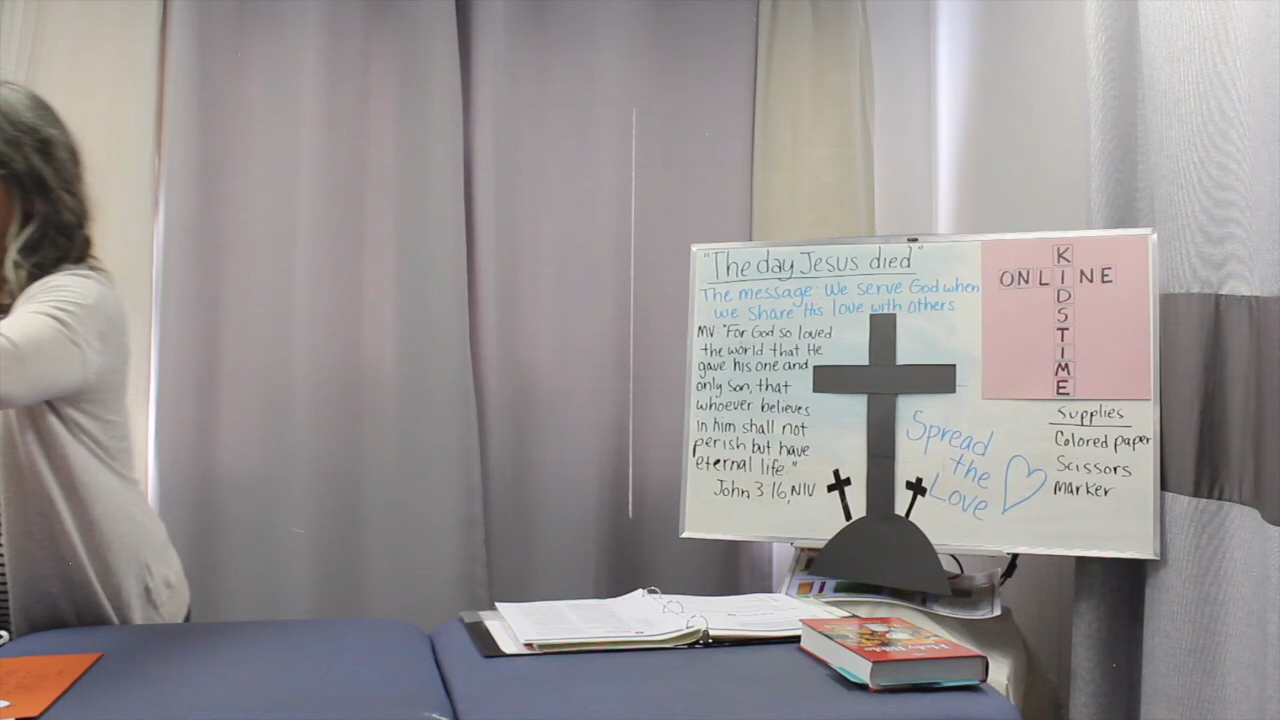 "The day Jesus died"
The message: We serve God when
we share His love with others
MV- "For God so loved
the world that He
gave his one and
only Son, that
whoever believes
in him shall not
perish but have
eternal life."
John 3:16, NIV
Spread
the
Love
ONLINE
KIDSTIME
Supplies
Colored paper
Scissors
Marker
Holy Bible